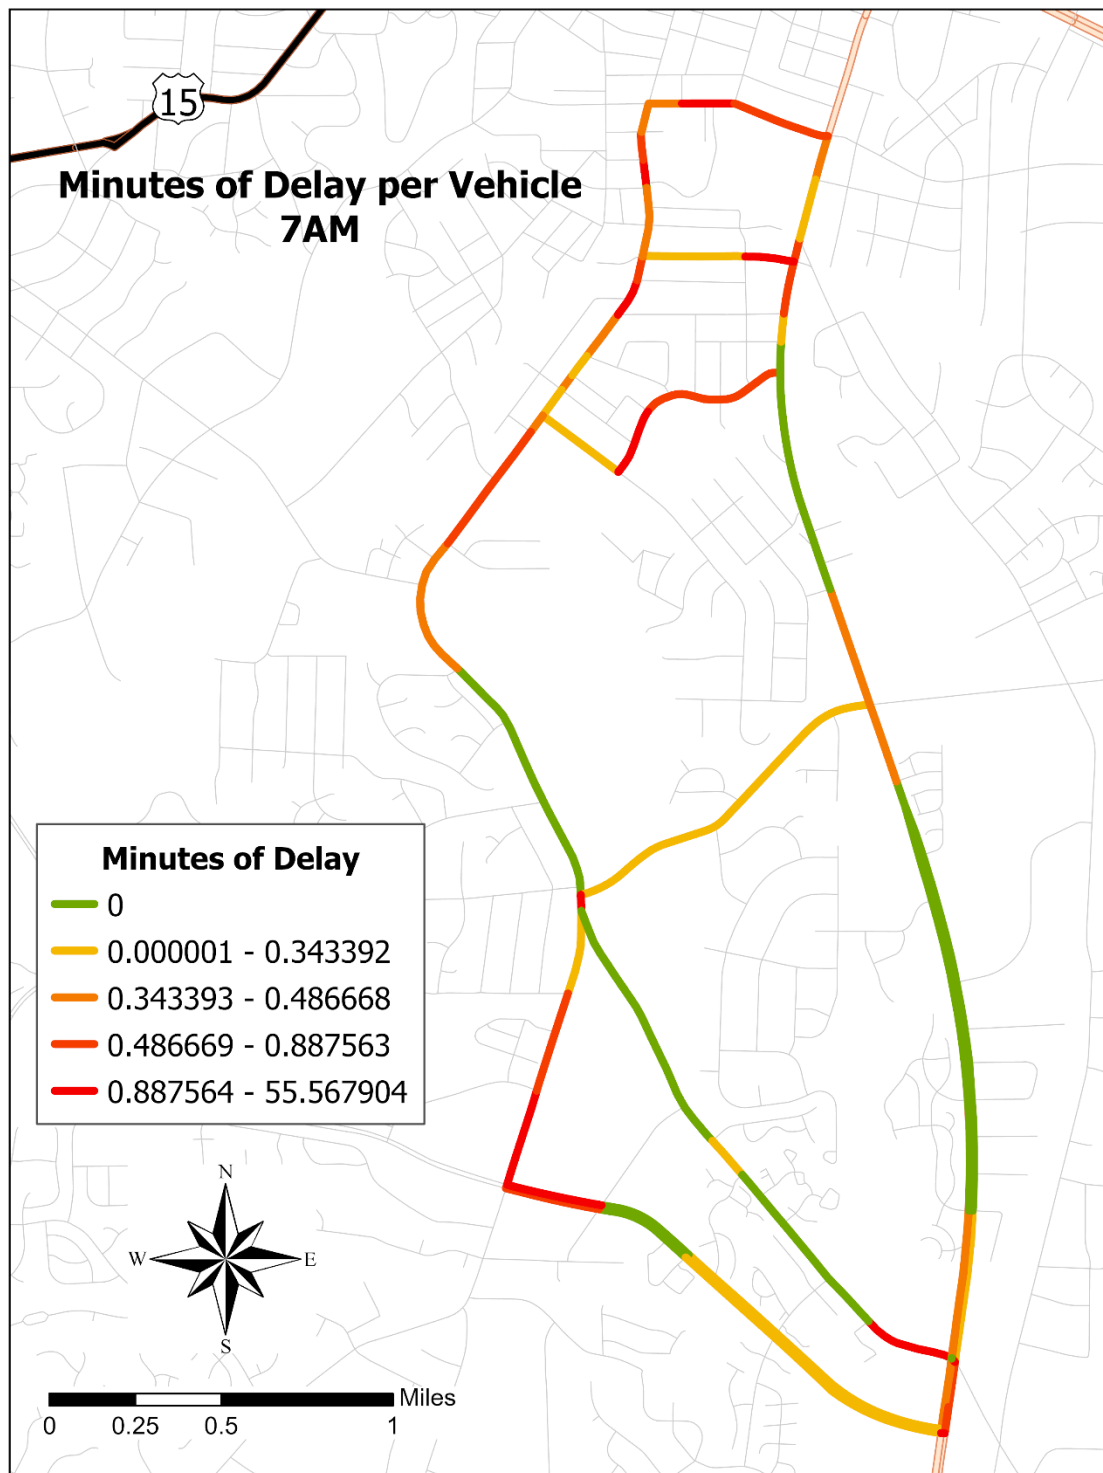 15
Minutes of Delay per Vehicle
7AM
Minutes of Delay
0
0.000001 - 0.343392
0.343393 - 0.486668
0.486669 - 0.887563
0.887564 - 55.567904
N
W E
S
Miles
0 0.25 0.5 1